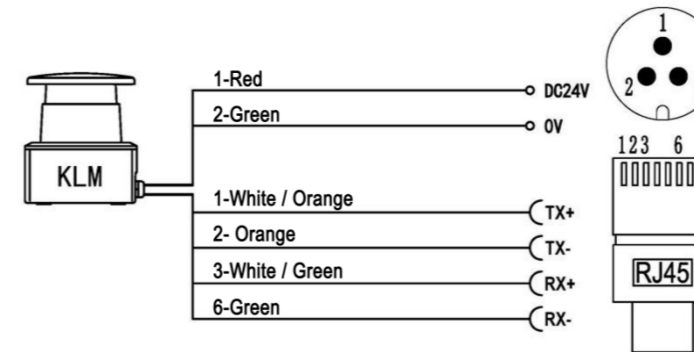 1-Red
DC24V
2-Green
0V
KLM
1-White / Orange
TX+
2- Orange
TX-
3-White / Green
RX+
6-Green
RX-
1
2
123 6
RJ45